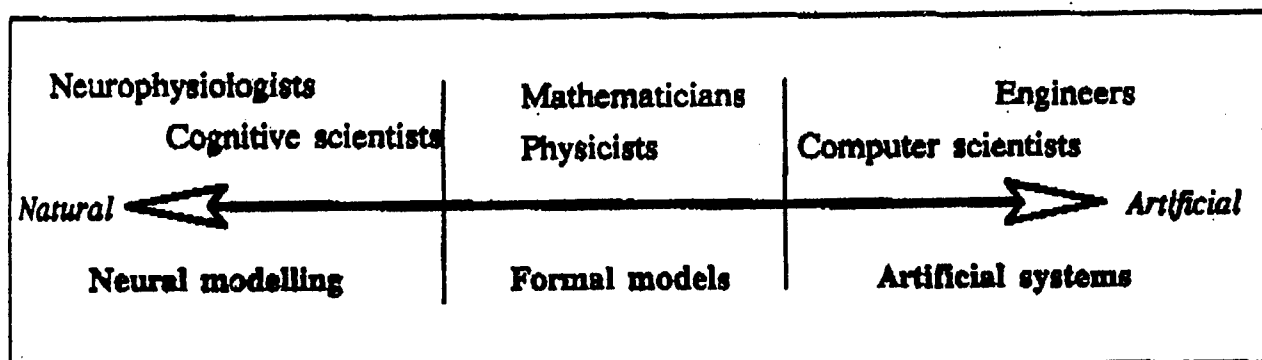 Neurophysiologists
Cognitive scientists
Mathematicians
Physicists
Engineers
Computer scientists
Natural
Artificial
Neural modelling
Formal models
Artificial systems